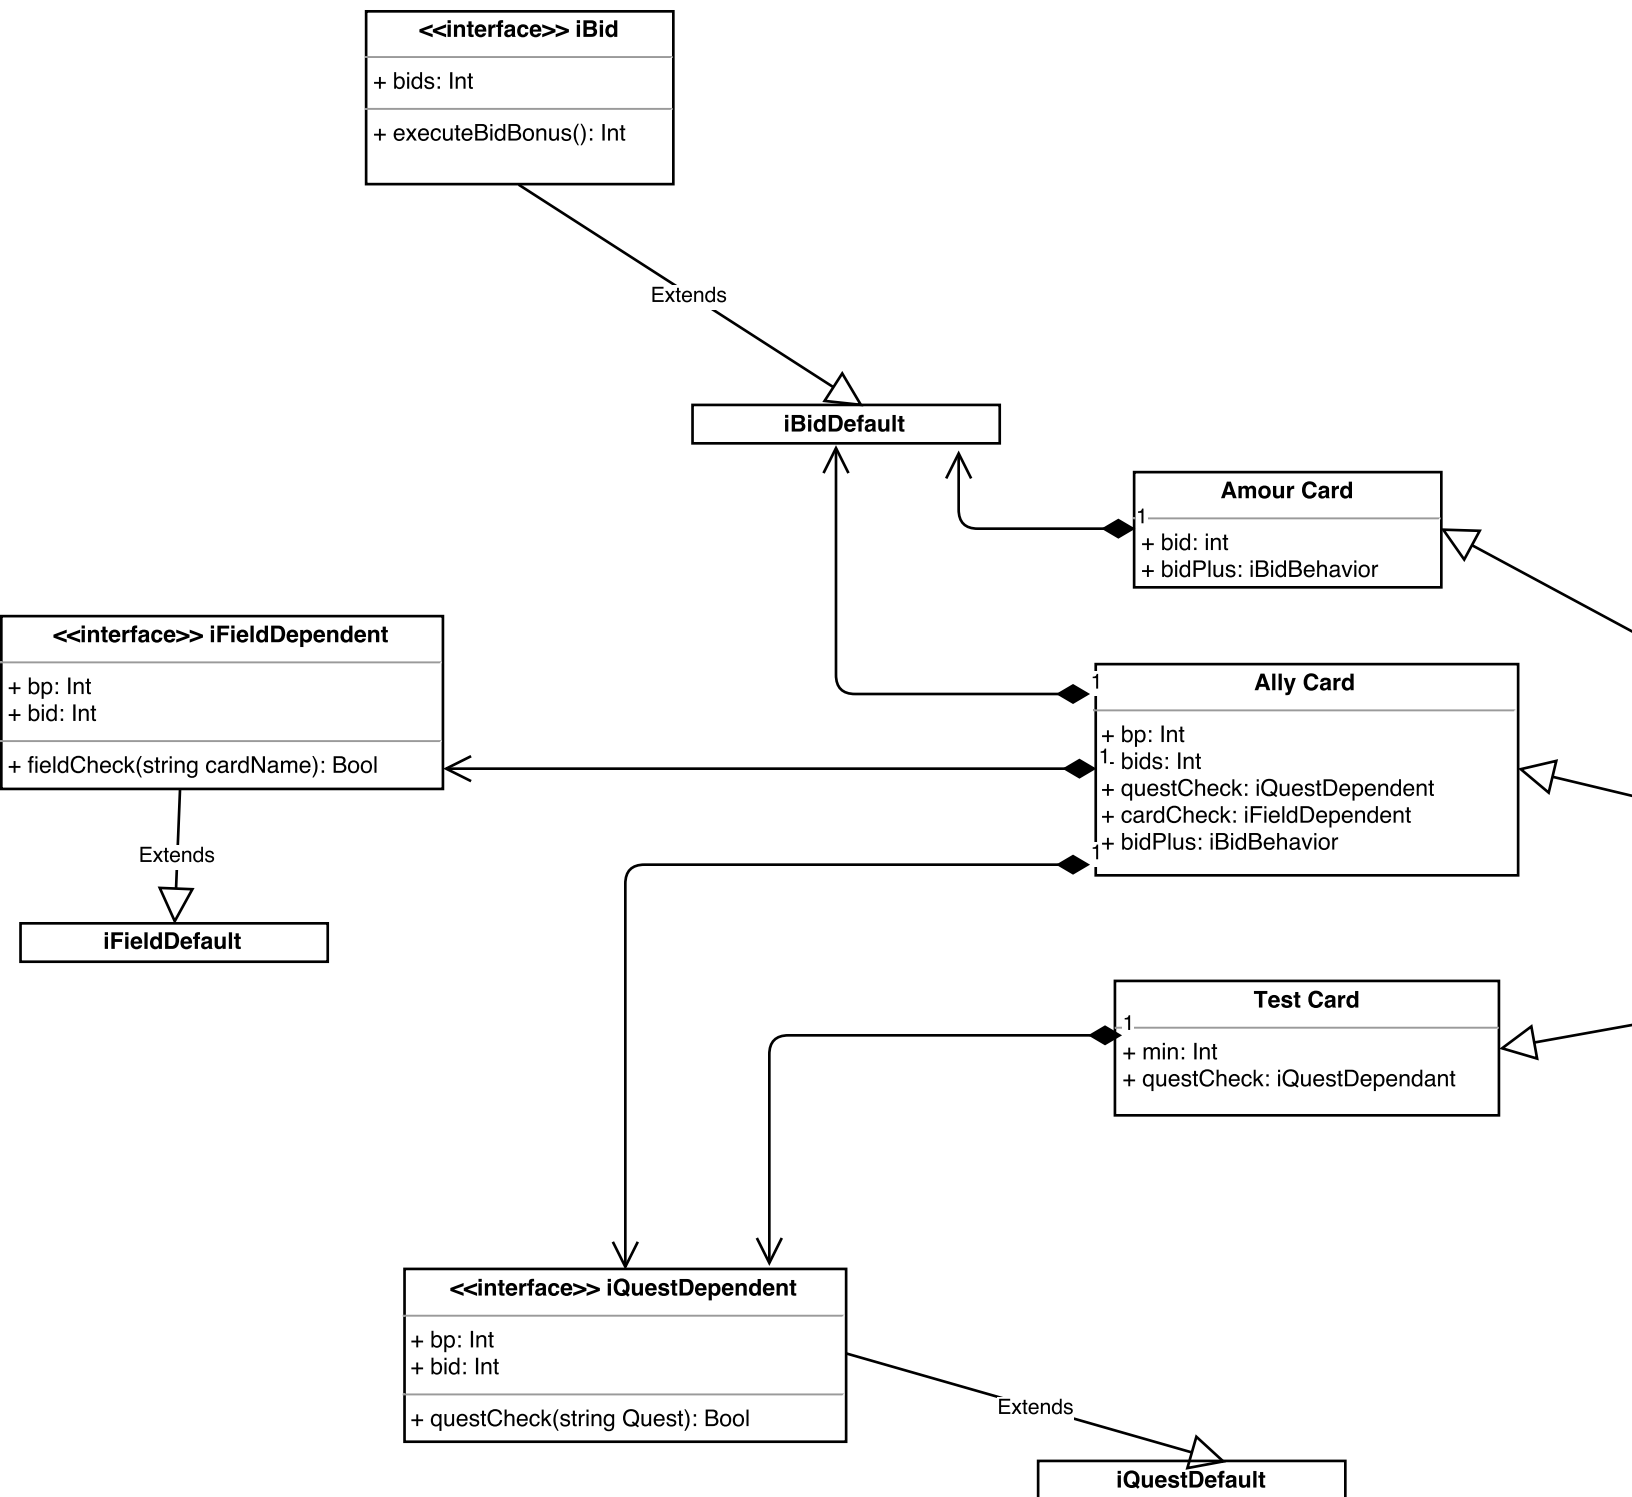 <<interface>> iBid
+ bids: Int
+ executeBidBonus(): Int
Extends
iBidDefault
Amour Card
1
+ bid: int
+ bidPlus: iBidBehavior
<<interface>> iFieldDependent
+ bp: Int
+ bid: Int
+ fieldCheck(string cardName): Bool
Extends
iFieldDefault
1
Ally Card
+ bp: Int
1
- bids: Int
+ questCheck: iQuestDependent
+ cardCheck: iFieldDependent
+ bidPlus: iBidBehavior
1
Test Card
1
+ min: Int
+ questCheck: iQuestDependant
<<interface>> iQuestDependent
+ bp: Int
+ bid: Int
+ questCheck(string Quest): Bool
Extends
iQuestDefault